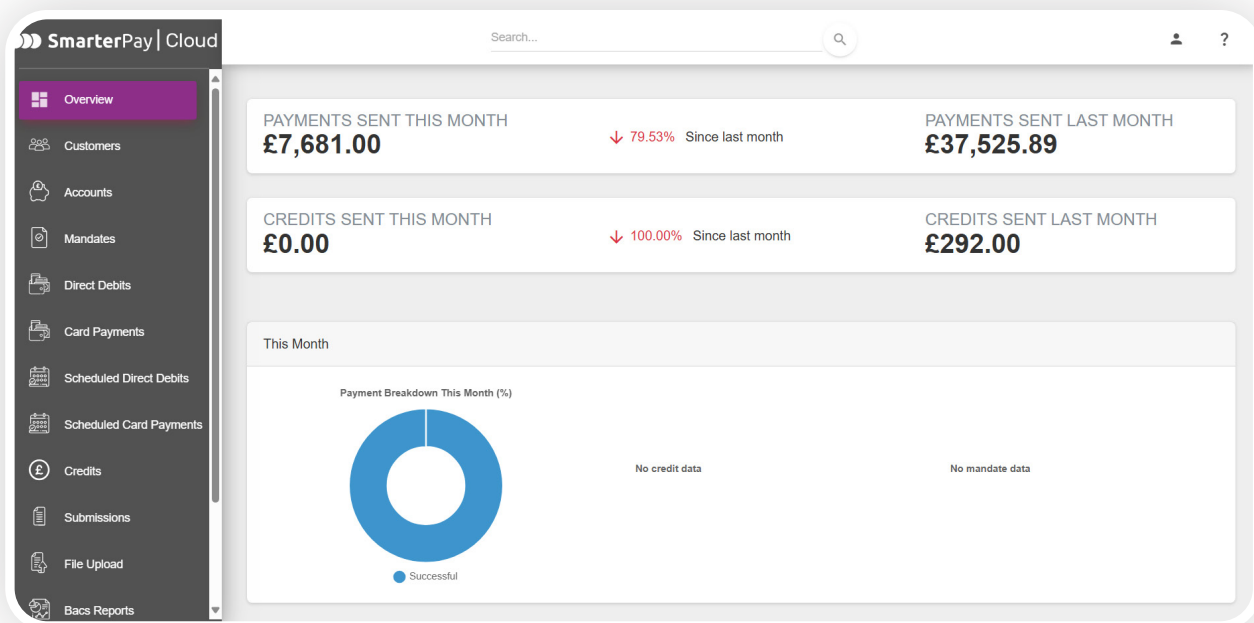 SmarterPay | Cloud
Search...
?
Overview
Customers
Accounts
Mandates
Direct Debits
Card Payments
Scheduled Direct Debits
Scheduled Card Payments
£ Credits
Submissions
File Upload
Bacs Reports
PAYMENTS SENT THIS MONTH
£7,681.00
79.53% Since last month
PAYMENTS SENT LAST MONTH
£37,525.89
CREDITS SENT THIS MONTH
£0.00
100.00% Since last month
CREDITS SENT LAST MONTH
£292.00
This Month
Payment Breakdown This Month (%)
Successful
No credit data
No mandate data